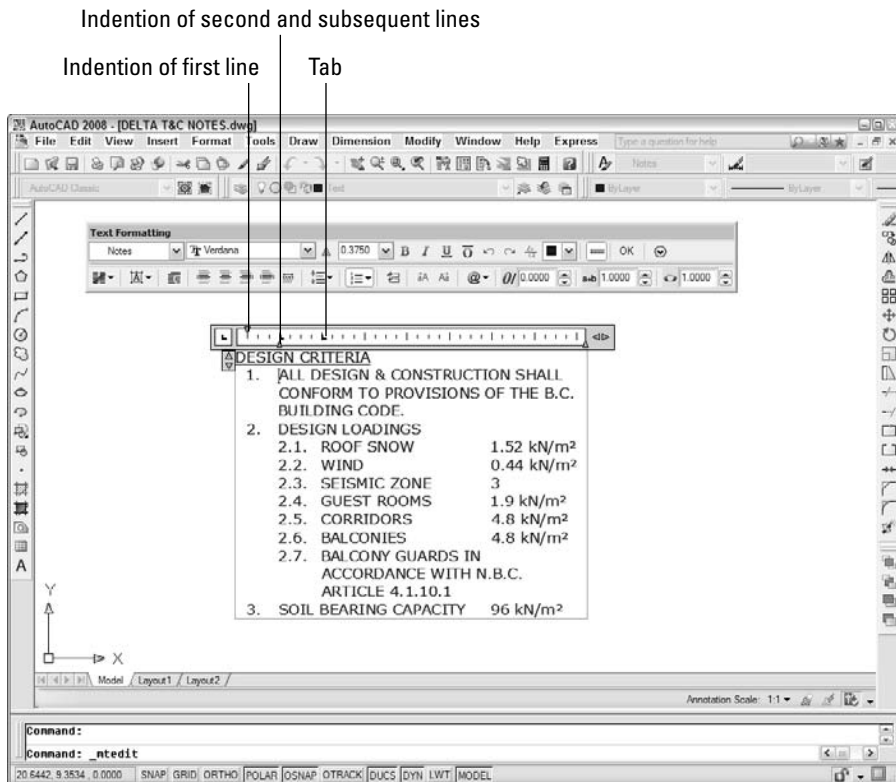 Indention of second and subsequent lines
Indention of first line
Tab
AutoCAD 2008 - [DELTA T&C NOTES.dwg]
File Edit View Insert Format Tools Draw Dimension Modify Window Help Express Type a question for help
Notes
AutoCAD Classic Text ByLayer ByLayer
Text Formatting
Notes Verdana 0.3750 B I U O OK
@ 0/ 0.0000 a-b 1.0000 1.0000
DESIGN CRITERIA
1. ALL DESIGN & CONSTRUCTION SHALL
CONFORM TO PROVISIONS OF THE B.C.
BUILDING CODE.
2. DESIGN LOADINGS
2.1. ROOF SNOW 1.52 kN/m²
2.2. WIND 0.44 kN/m²
2.3. SEISMIC ZONE 3
2.4. GUEST ROOMS 1.9 kN/m²
2.5. CORRIDORS 4.8 kN/m²
2.6. BALCONIES 4.8 kN/m²
2.7. BALCONY GUARDS IN
ACCORDANCE WITH N.B.C.
ARTICLE 4.1.10.1
3. SOIL BEARING CAPACITY 96 kN/m²
A
Y
X
Model Layout1 Layout2
Annotation Scale: 1:1
Command:
Command: _mtedit
20.6442, 9.3534, 0.0000 SNAP GRID ORTHO POLAR OSNAP OTRACK DUCS DYN LWT MODEL